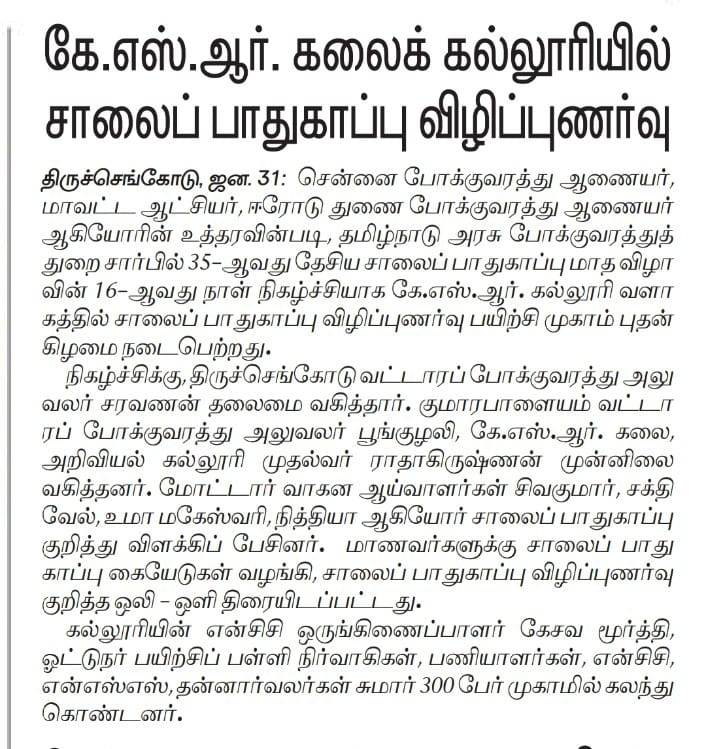 கே.எஸ்.ஆர். கலைக் கல்லூரியில்
சாலைப் பாதுகாப்பு விழிப்புணர்வு
திருச்செங்கோடு, ஜன. 31: சென்னை போக்குவரத்து ஆணையர்,
மாவட்ட ஆட்சியர், ஈரோடு துணை போக்குவரத்து ஆணையர்
ஆகியோரின் உத்தரவின்படி, தமிழ்நாடு அரசு போக்குவரத்துத்
துறை சார்பில் 35-ஆவது தேசிய சாலைப் பாதுகாப்பு மாத விழா
வின் 16-ஆவது நாள் நிகழ்ச்சியாக கே.எஸ்.ஆர். கல்லூரி வளா
கத்தில் சாலைப் பாதுகாப்பு விழிப்புணர்வு பயிற்சி முகாம் புதன்
கிழமை நடைபெற்றது.
நிகழ்ச்சிக்கு, திருச்செங்கோடு வட்டாரப் போக்குவரத்து அலு
வலர் சரவணன் தலைமை வகித்தார். குமாரபாளையம் வட்டா
ரப் போக்குவரத்து அலுவலர் பூங்குழலி, கே.எஸ்.ஆர். கலை,
அறிவியல் கல்லூரி முதல்வர் ராதாகிருஷ்ணன் முன்னிலை
வகித்தனர். மோட்டார் வாகன ஆய்வாளர்கள் சிவகுமார், சக்தி
வேல், உமா மகேஸ்வரி, நித்தியா ஆகியோர் சாலைப் பாதுகாப்பு
குறித்து விளக்கிப் பேசினர். மாணவர்களுக்கு சாலைப் பாது
காப்பு கையேடுகள் வழங்கி, சாலைப் பாதுகாப்பு விழிப்புணர்வு
குறித்த ஒலி - ஒளி திரையிடப்பட்டது.
கல்லூரியின் என்சிசி ஒருங்கிணைப்பாளர் கேசவ மூர்த்தி,
ஓட்டுநர் பயிற்சிப் பள்ளி நிர்வாகிகள், பணியாளர்கள், என்சிசி,
என்எஸ்எஸ், தன்னார்வலர்கள் சுமார் 300 பேர் முகாமில் கலந்து
கொண்டனர்.